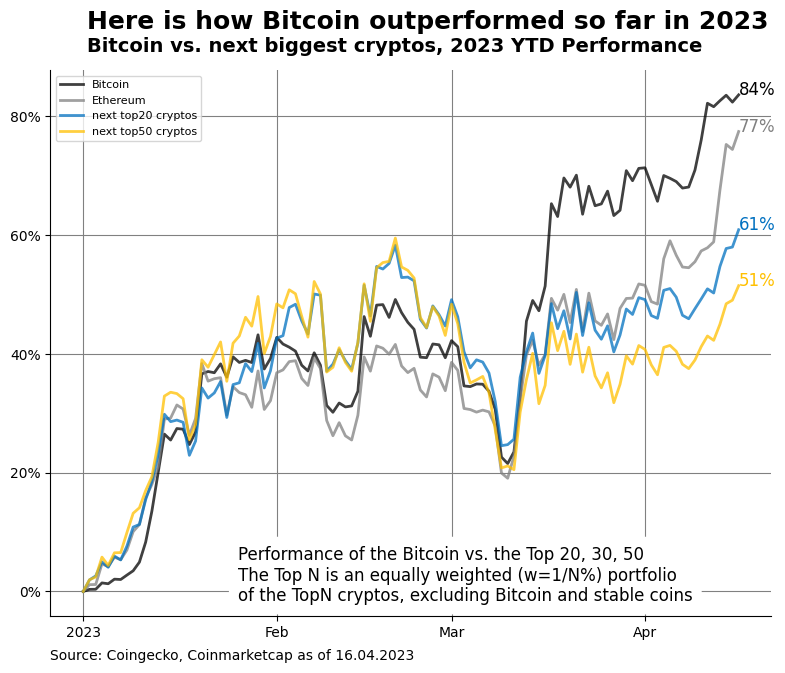 Here is how Bitcoin outperformed so far in 2023
Bitcoin vs. next biggest cryptos, 2023 YTD Performance
Bitcoin
Ethereum
next top20 cryptos
next top50 cryptos
84%
77%
61%
51%
80%
60%
40%
20%
0%
Performance of the Bitcoin vs. the Top 20, 30, 50
The Top N is an equally weighted (w=1/N%) portfolio
of the TopN cryptos, excluding Bitcoin and stable coins
2023 Feb Mar Apr
Source: Coingecko, Coinmarketcap as of 16.04.2023